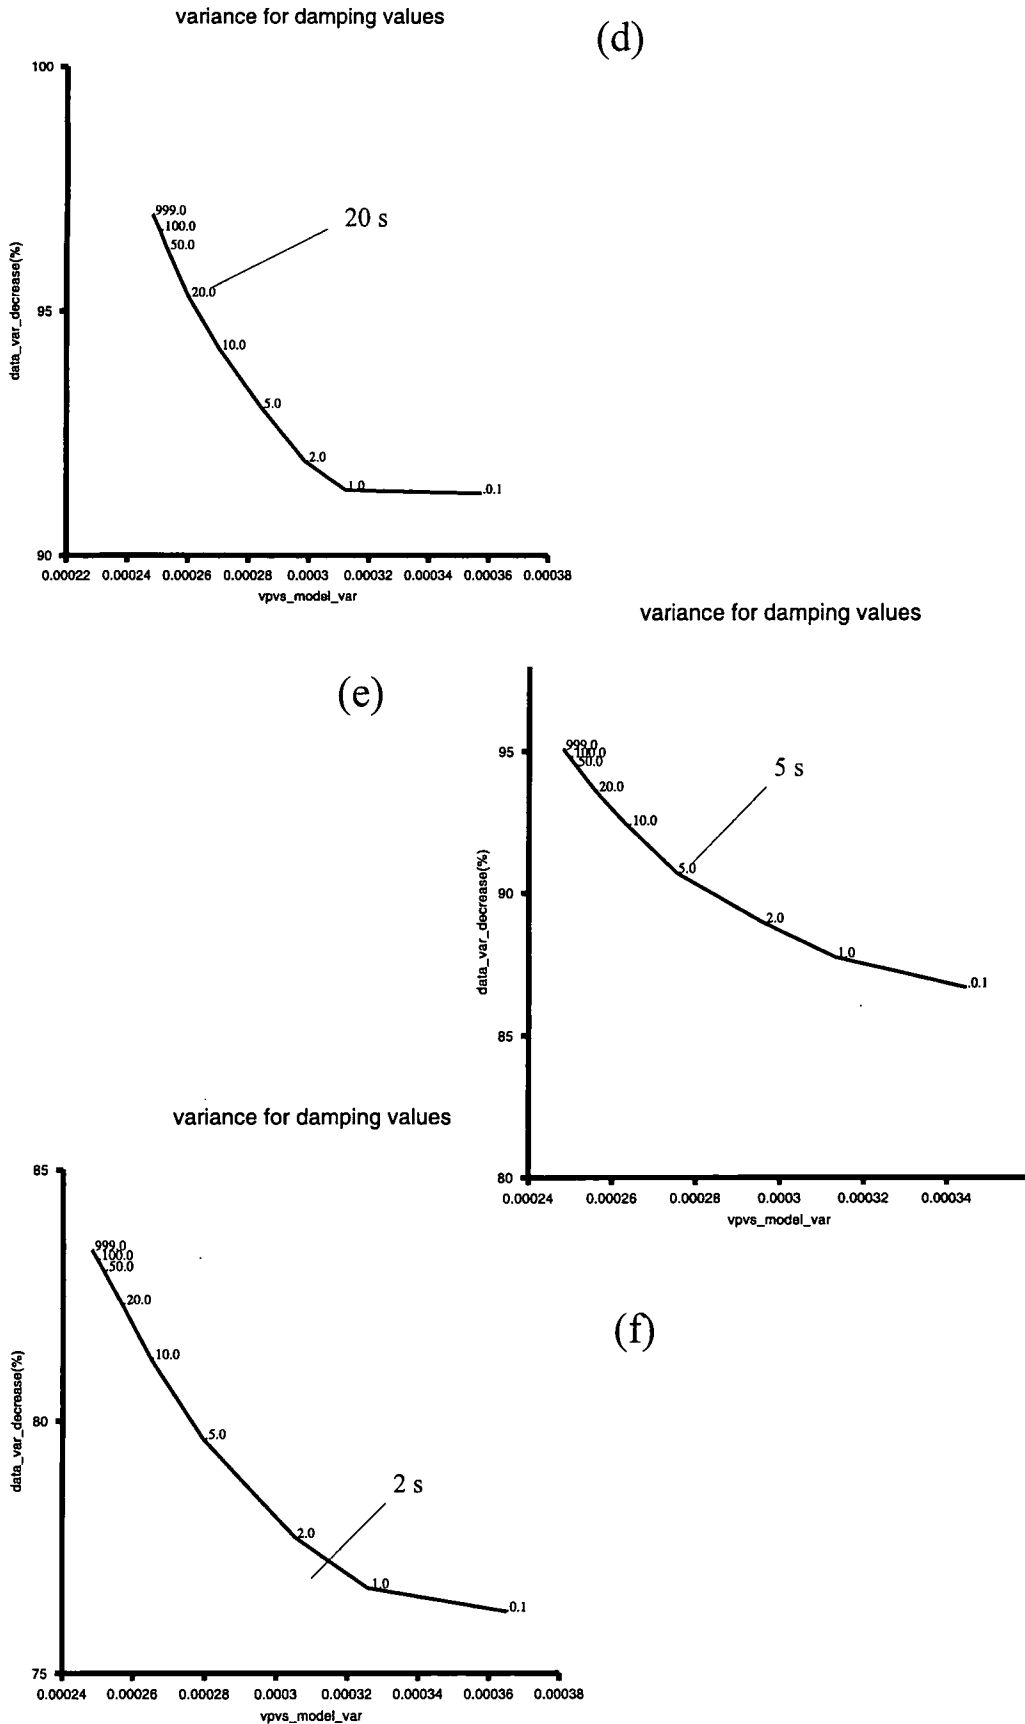 variance for damping values
(d)
100
999.0
.100.0
50.0
20 s
20.0
95
10.0
5.0
2.0
1.0
.0.1
90
data_var_decrease(%)
0.00022 0.00024 0.00026 0.00028 0.0003 0.00032 0.00034 0.00036 0.00038
vpvs_model_var
variance for damping values
(e)
95
999.0
100.0
50.0
5 s
20.0
10.0
5.0
90
2.0
1.0
.0.1
85
80
data_var_decrease(%)
0.00024 0.00026 0.00028 0.0003 0.00032 0.00034
vpvs_model_var
variance for damping values
85
999.0
100.0
.50.0
20.0
(f)
10.0
80
.5.0
2 s
2.0
1.0
.0.1
75
data_var_decrease(%)
0.00024 0.00026 0.00028 0.0003 0.00032 0.00034 0.00036 0.00038
vpvs_model_var